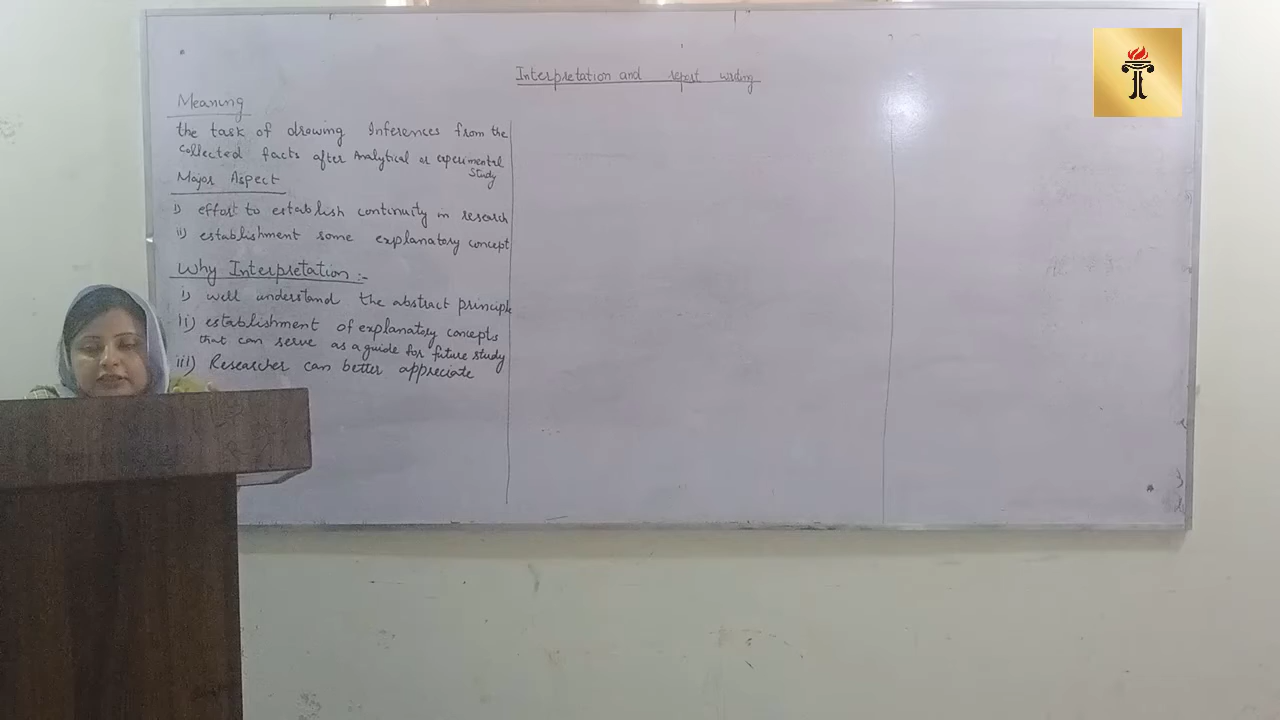 Interpretation and report writing
Meaning
the task of drawing Inferences from the
collected facts after Analytical or experimental
Study
Major Aspect
i) effort to establish continuity in research
ii) establishment some explanatory concept
Why Interpretation :-
i) well understand the abstract principle
ii) establishment of explanatory concepts
that can serve as a guide for future study
iii) Researcher can better appreciate